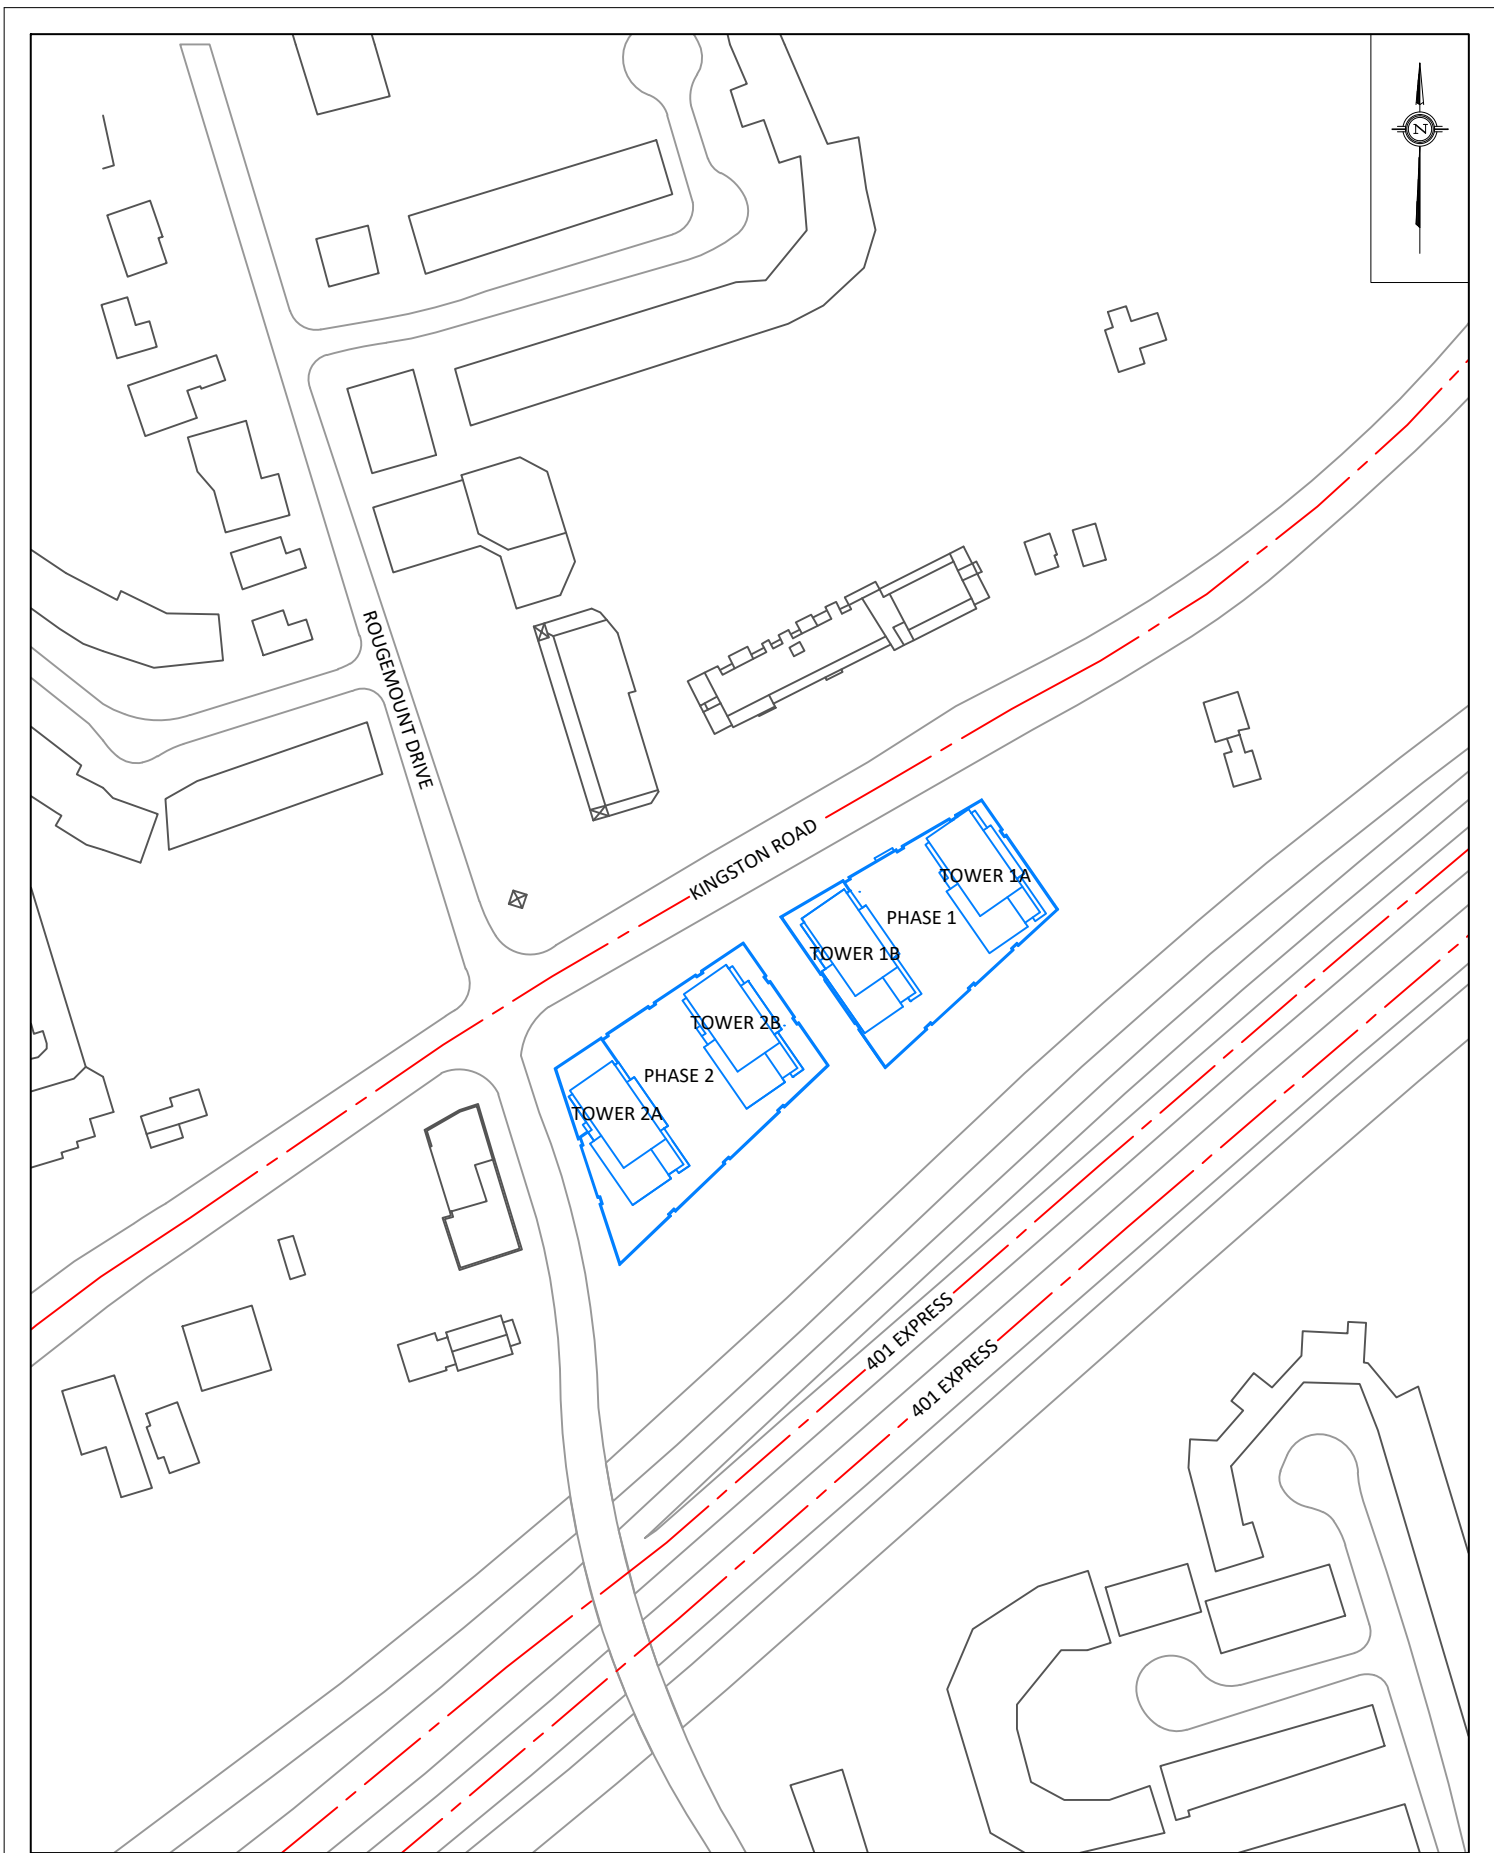 N
ROUGEMOUNT DRIVE
KINGSTON ROAD
TOWER 1A
PHASE 1
TOWER 1B
TOWER 2B
PHASE 2
TOWER 2A
401 EXPRESS
401 EXPRESS